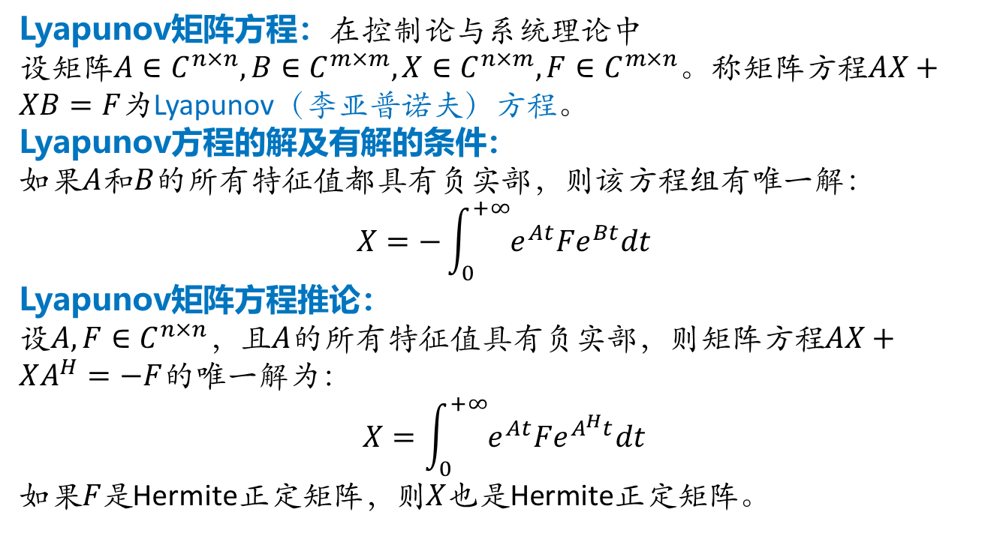 Lyapunov矩阵方程：在控制论与系统理论中
设矩阵$A \in C^{n \times n}, B \in C^{m \times m}, X \in C^{n \times m}, F \in C^{m \times n}$。称矩阵方程$AX +$
$XB = F$为Lyapunov（李亚普诺夫）方程。
Lyapunov方程的解及有解的条件：
如果$A$和$B$的所有特征值都具有负实部，则该方程组有唯一解：
$X = -\int_{0}^{+\infty} e^{At} F e^{Bt} dt$
Lyapunov矩阵方程推论：
设$A, F \in C^{n \times n}$，且$A$的所有特征值具有负实部，则矩阵方程$AX +$
$XA^{H} = -F$的唯一解为：
$X = \int_{0}^{+\infty} e^{At} F e^{A^{H}t} dt$
如果$F$是Hermite正定矩阵，则$X$也是Hermite正定矩阵。